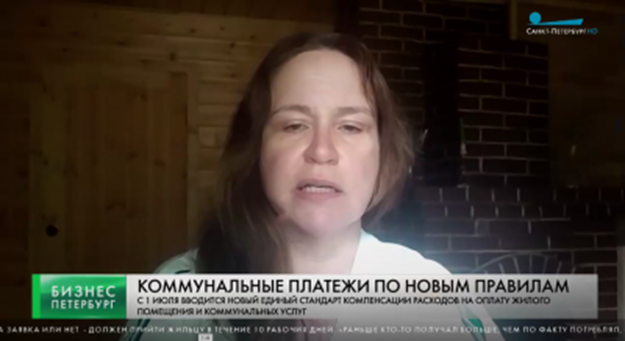 САНКТ-ПЕТЕРБУРГ HD
БИЗНЕС
ПЕТЕРБУРГ
КОММУНАЛЬНЫЕ ПЛАТЕЖИ ПО НОВЫМ ПРАВИЛАМ
С 1 ИЮЛЯ ВВОДИТСЯ НОВЫЙ ЕДИНЫЙ СТАНДАРТ КОМПЕНСАЦИИ РАСХОДОВ НА ОПЛАТУ ЖИЛОГО
ПОМЕЩЕНИЯ И КОММУНАЛЬНЫХ УСЛУГ
А ЗАЯВКА ИЛИ НЕТ - ДОЛЖЕН ПРИЙТИ ЖИЛЬЦУ В ТЕЧЕНИЕ 10 РАБОЧИХ ДНЕЙ. «РАНЬШЕ КТО-ТО ПОЛУЧАЛ БОЛЬШЕ, ЧЕМ ПО ФАКТУ ПОТРЕБЛЯЛ,